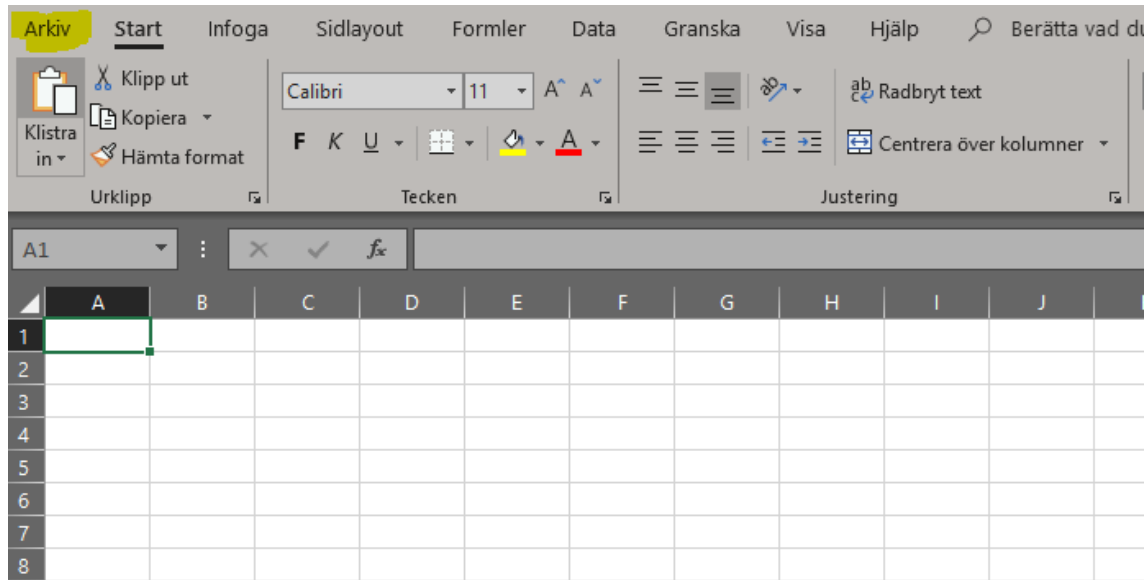 Arkiv Start Infoga Sidlayout Formler Data Granska Visa Hjälp Berätta vad du
Klistra in
Klipp ut
Kopiera
Hämta format
Urklipp
Calibri 11 A A
F K U A
Tecken
ab Radbryt text
Centrera över kolumner
Justering
A1 fx
A B C D E F G H I J
1
2
3
4
5
6
7
8